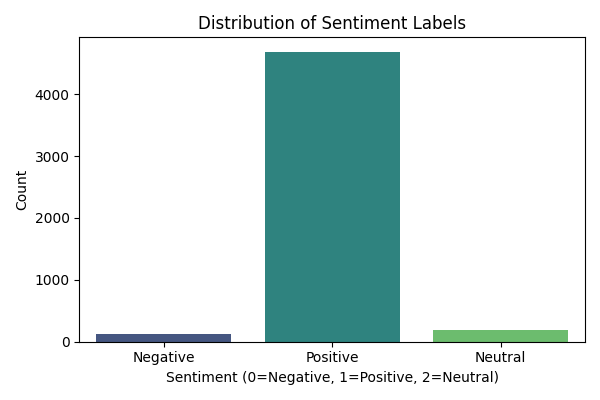 Distribution of Sentiment Labels
Count
4000
3000
2000
1000
0
Negative Positive Neutral
Sentiment (0=Negative, 1=Positive, 2=Neutral)